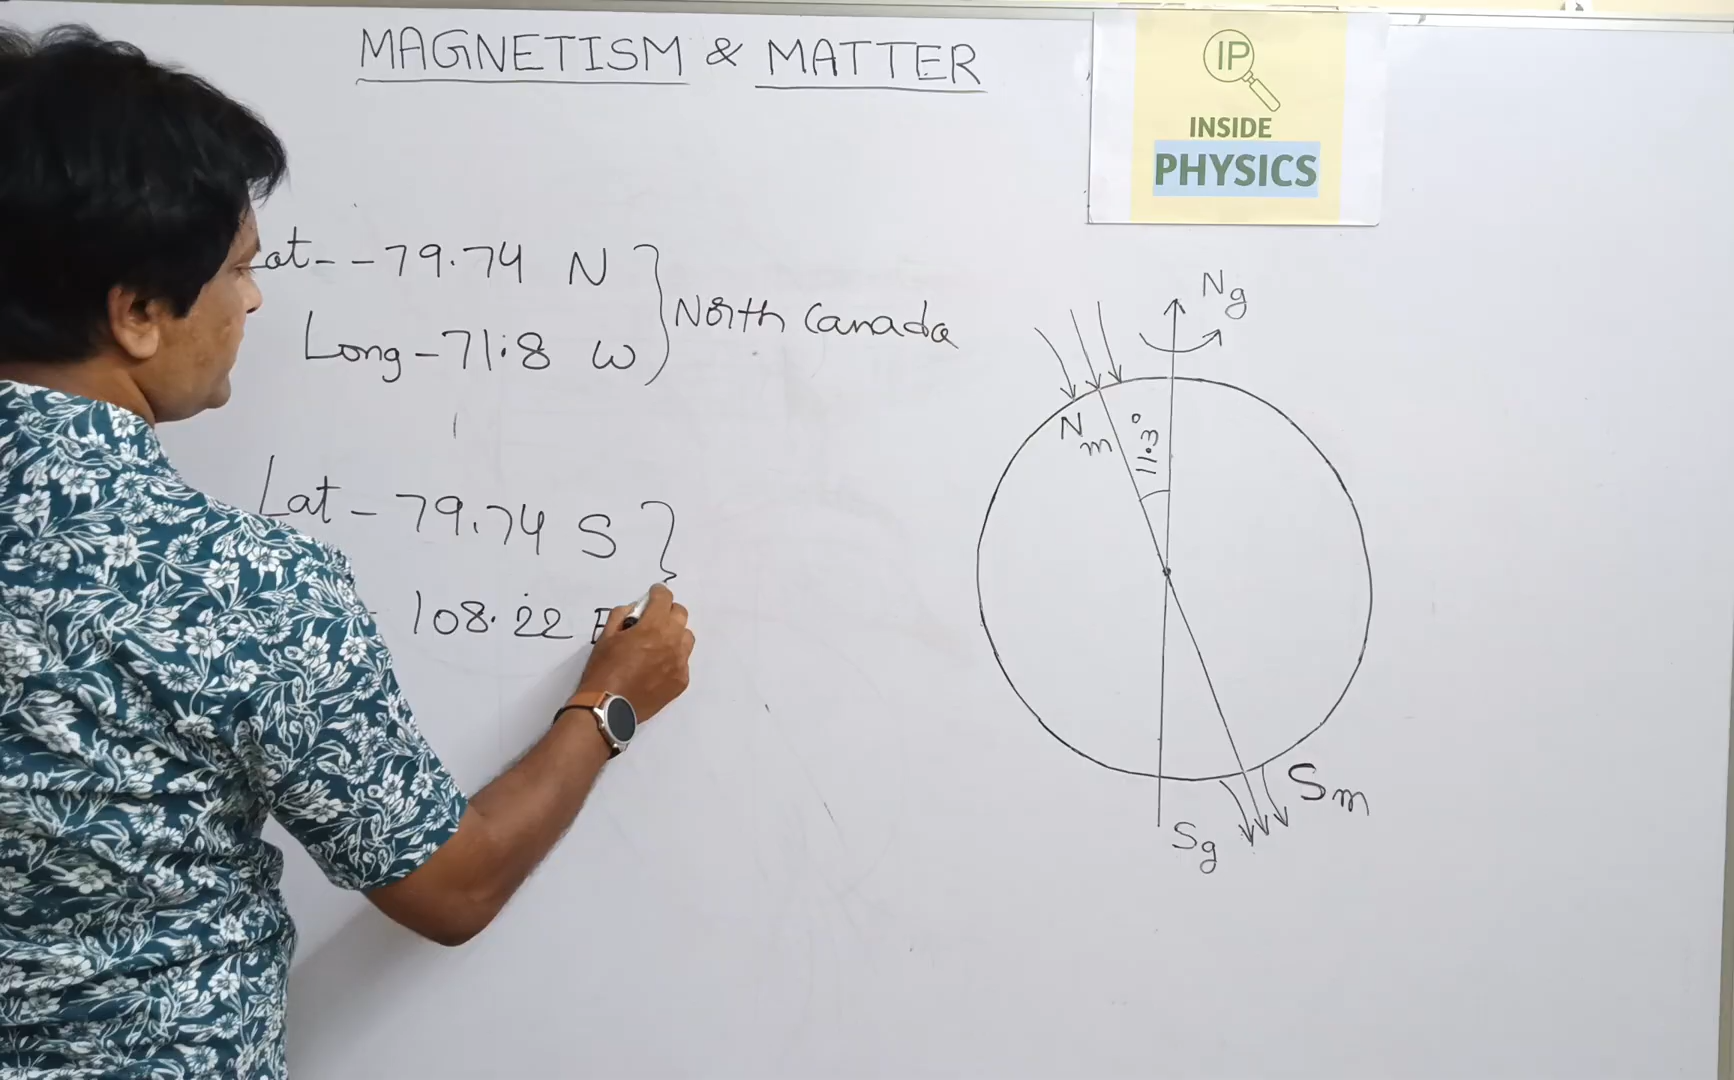 MAGNETISM & MATTER
IP
INSIDE
PHYSICS
Lat--79.74 N
Long-71.8 W
North Canada
Lat-79.74 S
- 108.22 E
Ng
Nm
11.3°
Sm
Sg